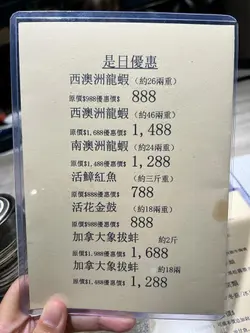 是日優惠
西澳洲龍蝦 (約26兩重)
原價$988優惠價$ 888
西澳洲龍蝦 (約46兩重)
原價$1,688優惠價$ 1,488
南澳洲龍蝦 (約24兩重)
原價$1,488優惠價$ 1,288
活鱆紅魚 (約三斤重)
原價$888優惠價$ 788
活花金鼓 (約18兩重)
原價$988優惠價$ 888
加拿大象拔蚌 約2斤
原價$1,988優惠價$ 1,688
加拿大象拔蚌 約18兩
原價$1,488優惠價$ 1,288